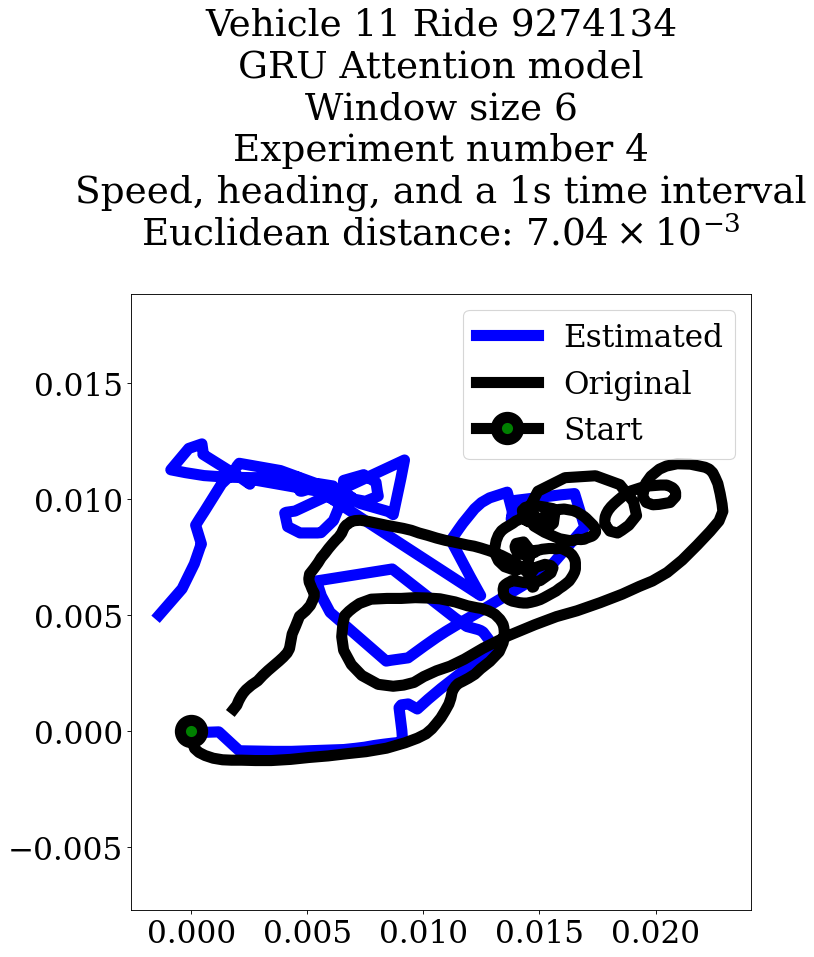 Vehicle 11 Ride 9274134
GRU Attention model
Window size 6
Experiment number 4
Speed, heading, and a 1s time interval
Euclidean distance: 7.04 × 10⁻³
Estimated
Original
Start
0.015
0.010
0.005
0.000
−0.005
0.000 0.005 0.010 0.015 0.020